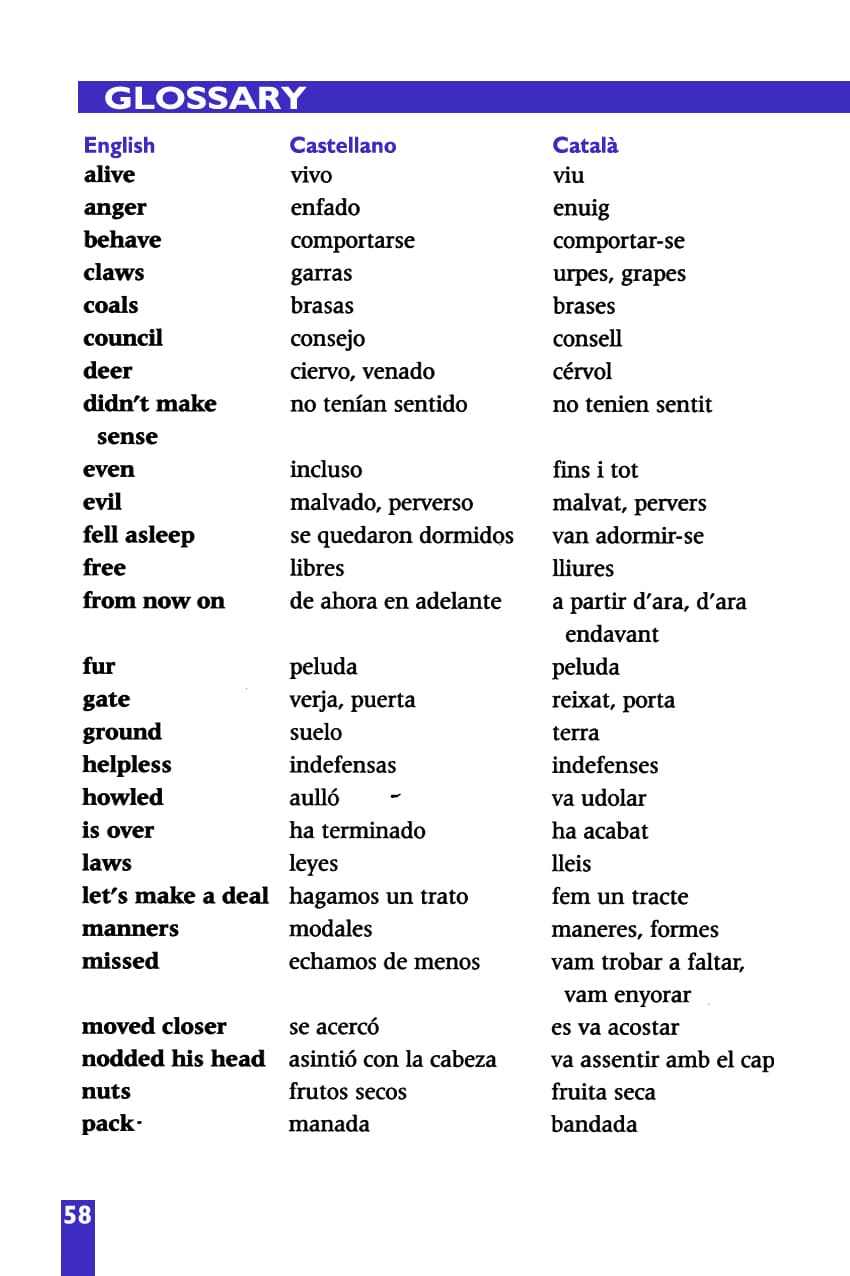 GLOSSARY
English Castellano Català
alive vivo viu
anger enfado enuig
behave comportarse comportar-se
claws garras urpes, grapes
coals brasas brases
council consejo consell
deer ciervo, venado cérvol
didn't make no tenían sentido no tenien sentit
sense
even incluso fins i tot
evil malvado, perverso malvat, pervers
fell asleep se quedaron dormidos van adormir-se
free libres lliures
from now on de ahora en adelante a partir d'ara, d'ara
endavant
fur peluda peluda
gate verja, puerta reixat, porta
ground suelo terra
helpless indefensas indefenses
howled aulló va udolar
is over ha terminado ha acabat
laws leyes lleis
let's make a deal hagamos un trato fem un tracte
manners modales maneres, formes
missed echamos de menos vam trobar a faltar,
vam enyorar
moved closer se acercó es va acostar
nodded his head asintió con la cabeza va assentir amb el cap
nuts frutos secos fruita seca
pack manada bandada
58